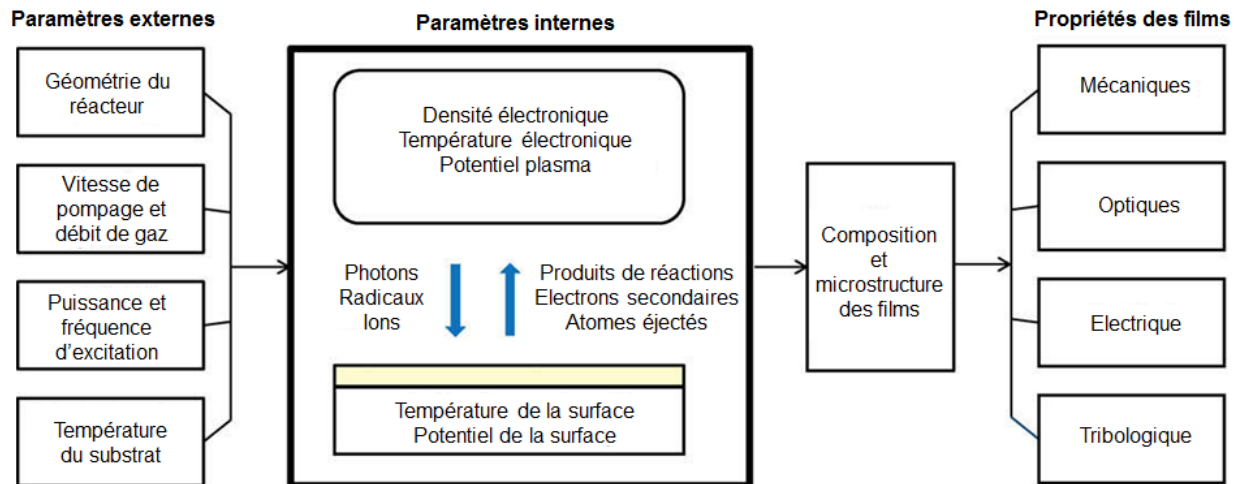 Paramètres externes
Géométrie du
réacteur
Vitesse de
pompage et
débit de gaz
Puissance et
fréquence
d'excitation
Température
du substrat
Paramètres internes
Densité électronique
Température électronique
Potentiel plasma
Photons
Radicaux
Ions
Produits de réactions
Electrons secondaires
Atomes éjectés
Température de la surface
Potentiel de la surface
Composition
et
microstructure
des films
Propriétés des films
Mécaniques
Optiques
Electrique
Tribologique